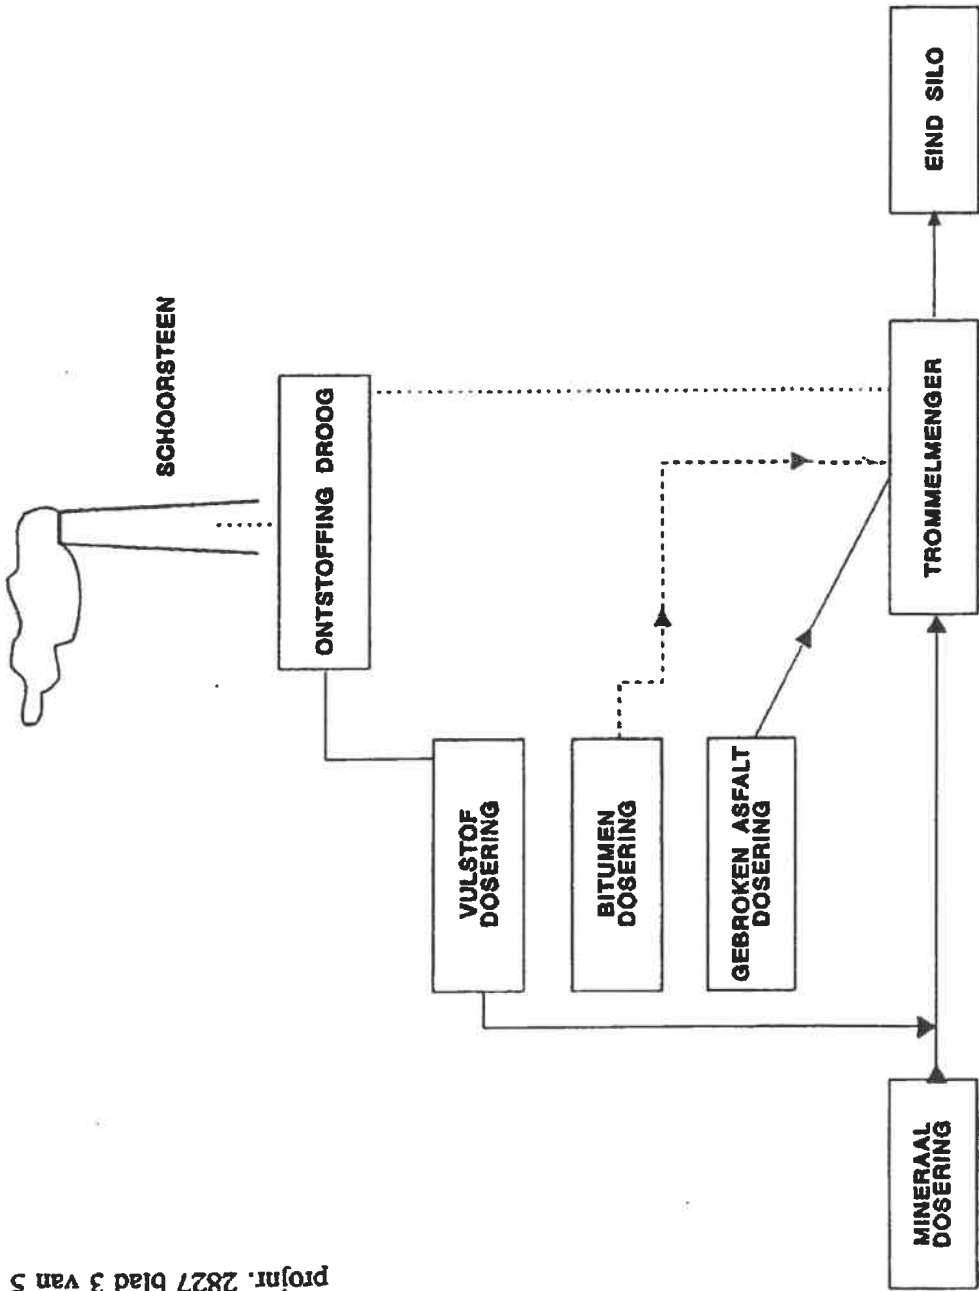 SCHOORSTEEN
ONTSTOFFING DROOG
VULSTOF
DOSERING
BITUMEN
DOSERING
GEBROKEN ASFALT
DOSERING
MINERAAL
DOSERING
TROMMELMENGER
EIND SILO
projnr. 2827 blad 3 van 5